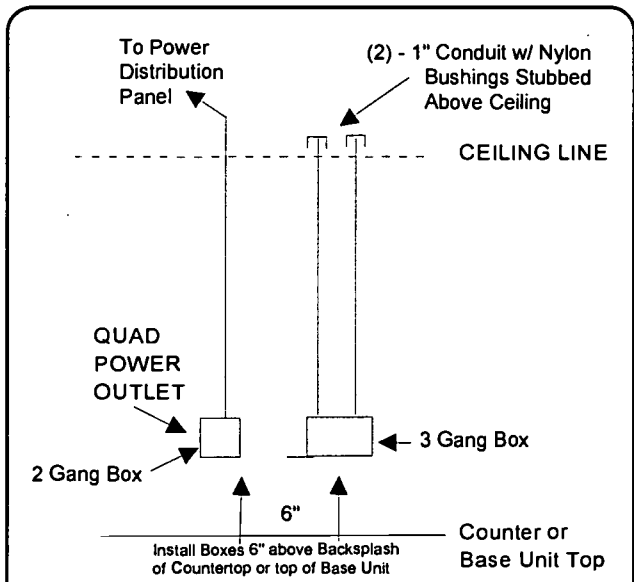 To Power
Distribution
Panel
(2) - 1" Conduit w/ Nylon
Bushings Stubbed
Above Ceiling
CEILING LINE
QUAD
POWER
OUTLET
2 Gang Box
3 Gang Box
6"
Install Boxes 6" above Backsplash
of Countertop or top of Base Unit
Counter or
Base Unit Top